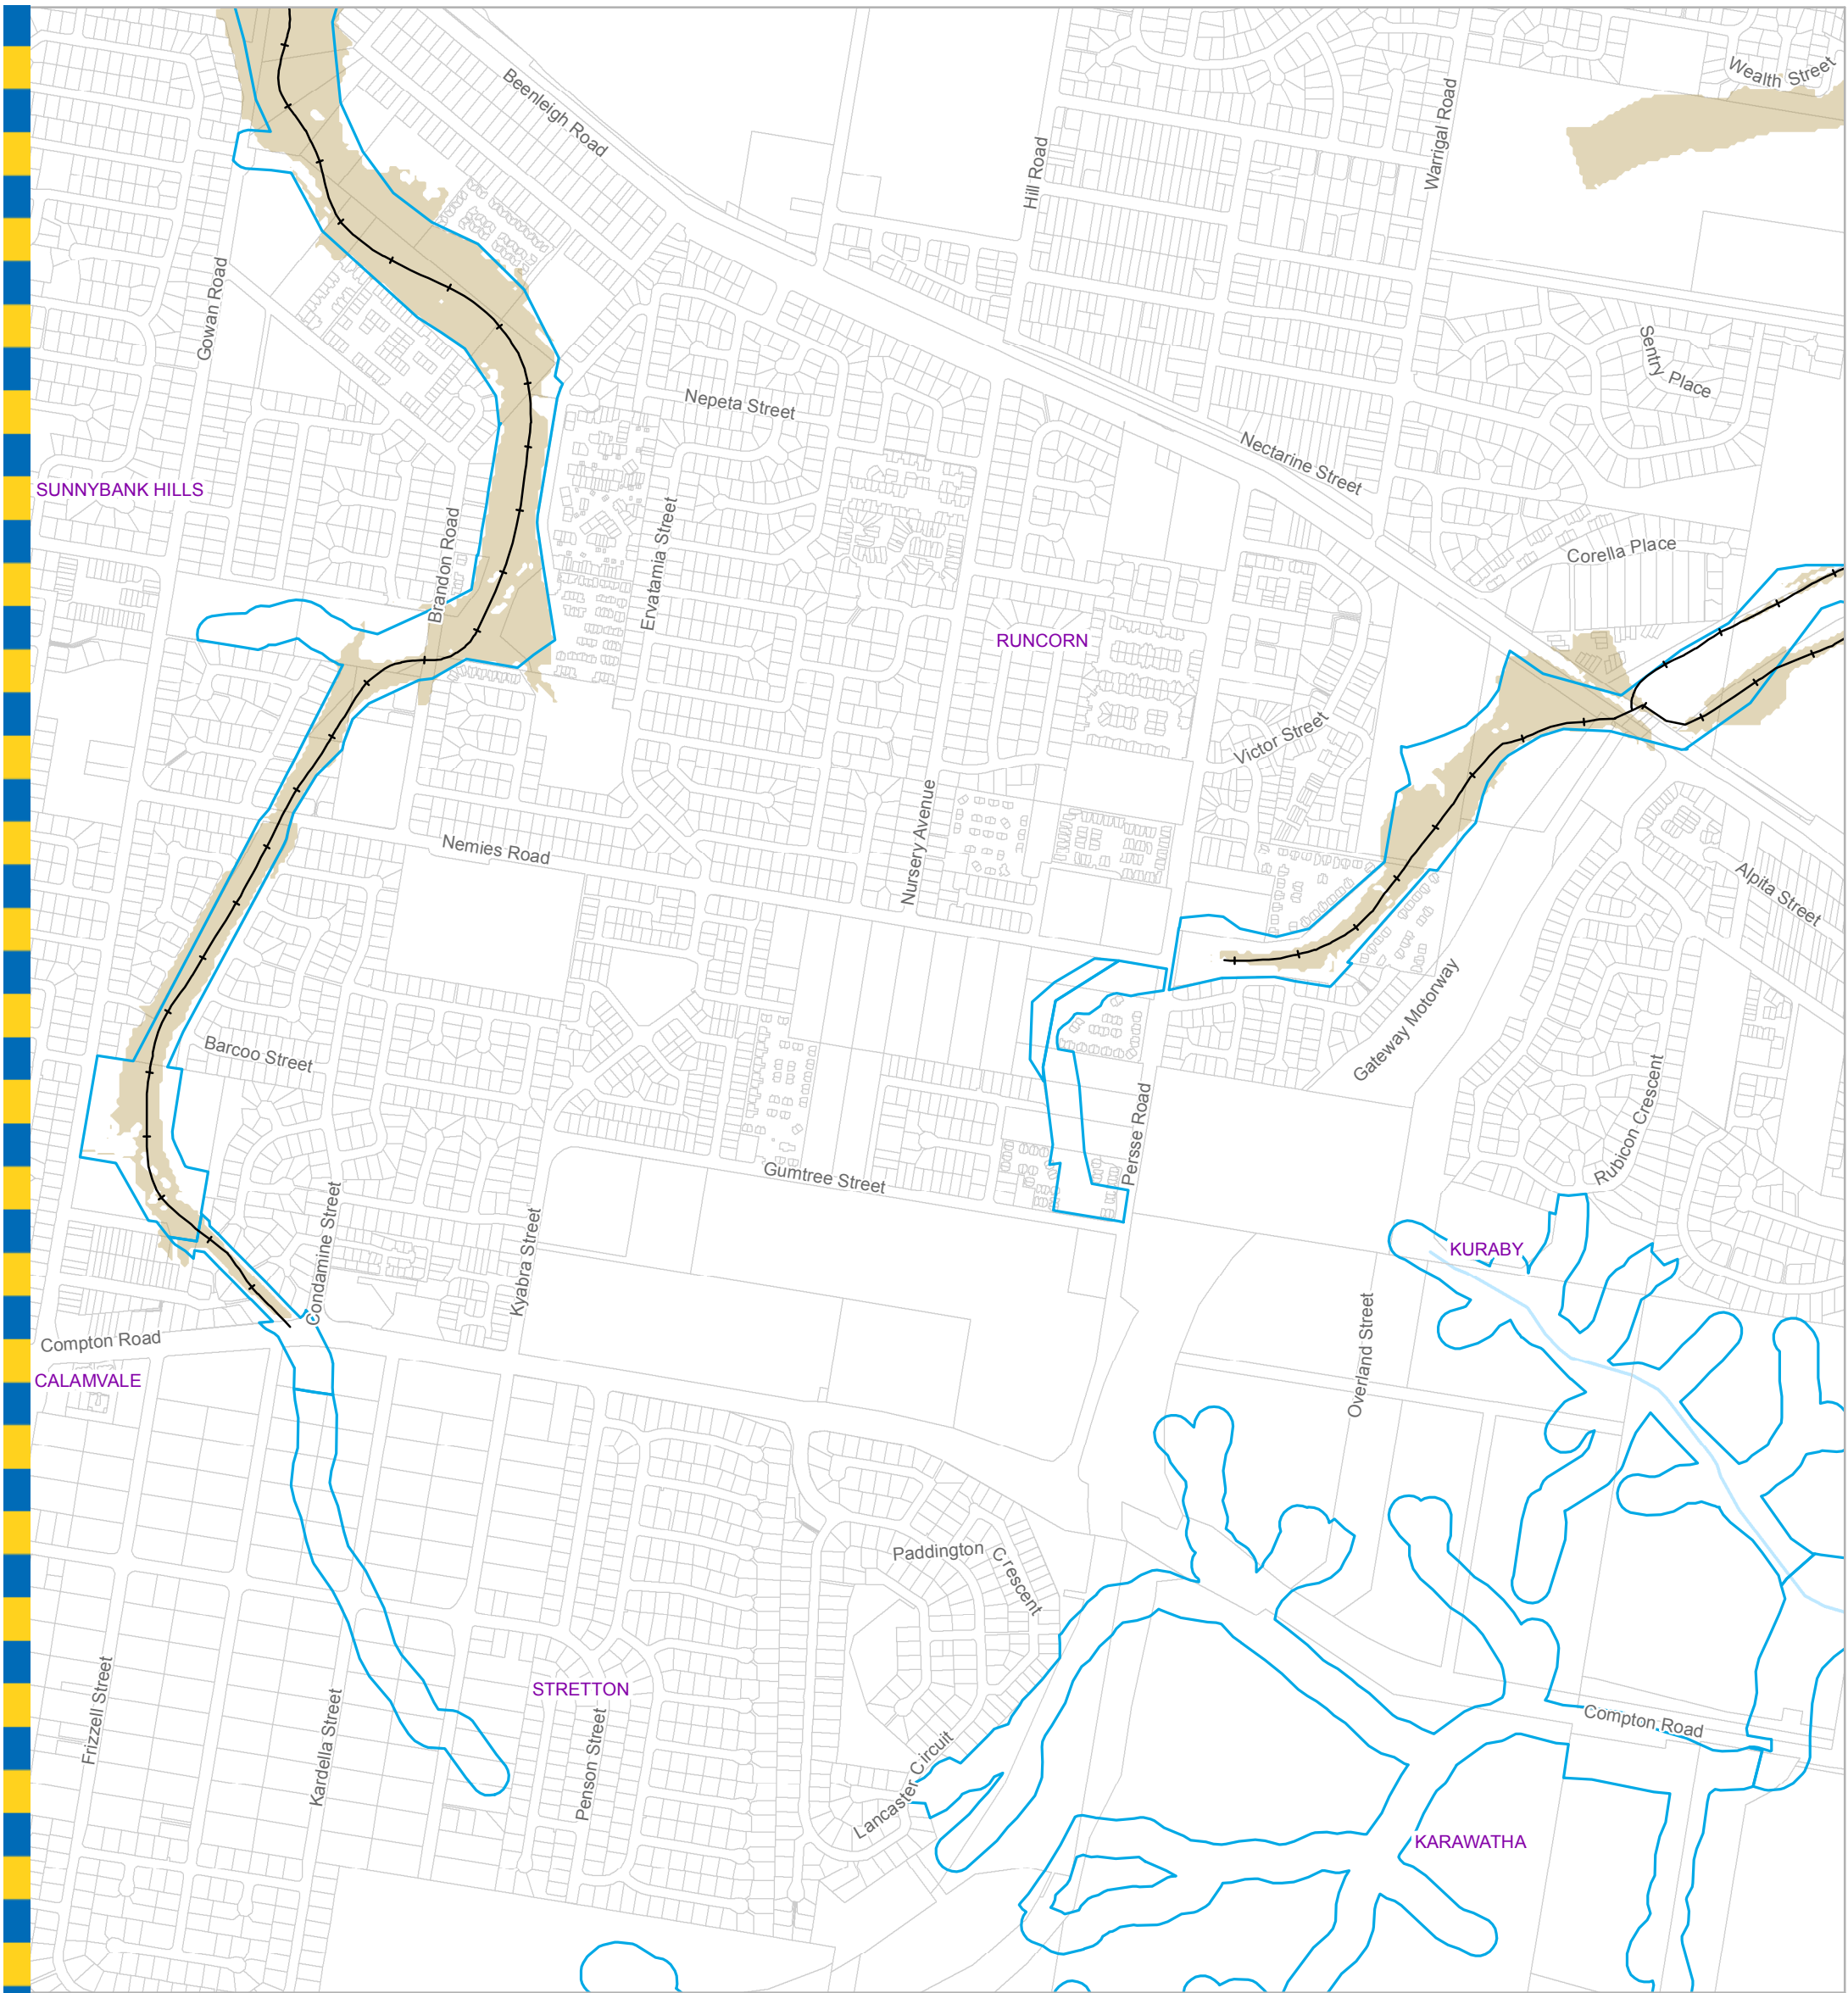 Wealth Street
Beenleigh Road
Hill Road
Warrigal Road
Gowan Road
Sentry Place
Nepeta Street
Nectarine Street
SUNNYBANK HILLS
Brandon Road
Ervatamia Street
Corella Place
RUNCORN
Victor Street
Nemies Road
Nursery Avenue
Alpita Street
Gateway Motorway
Barcoo Street
Rubicon Crescent
Persse Road
Gumtree Street
Condamine Street
Kyabra Street
KURABY
Overland Street
Compton Road
CALAMVALE
Paddington
Crescent
Frizzell Street
Kardella Street
STRETTON
Penson Street
Compton Road
Lancaster Circuit
KARAWATHA